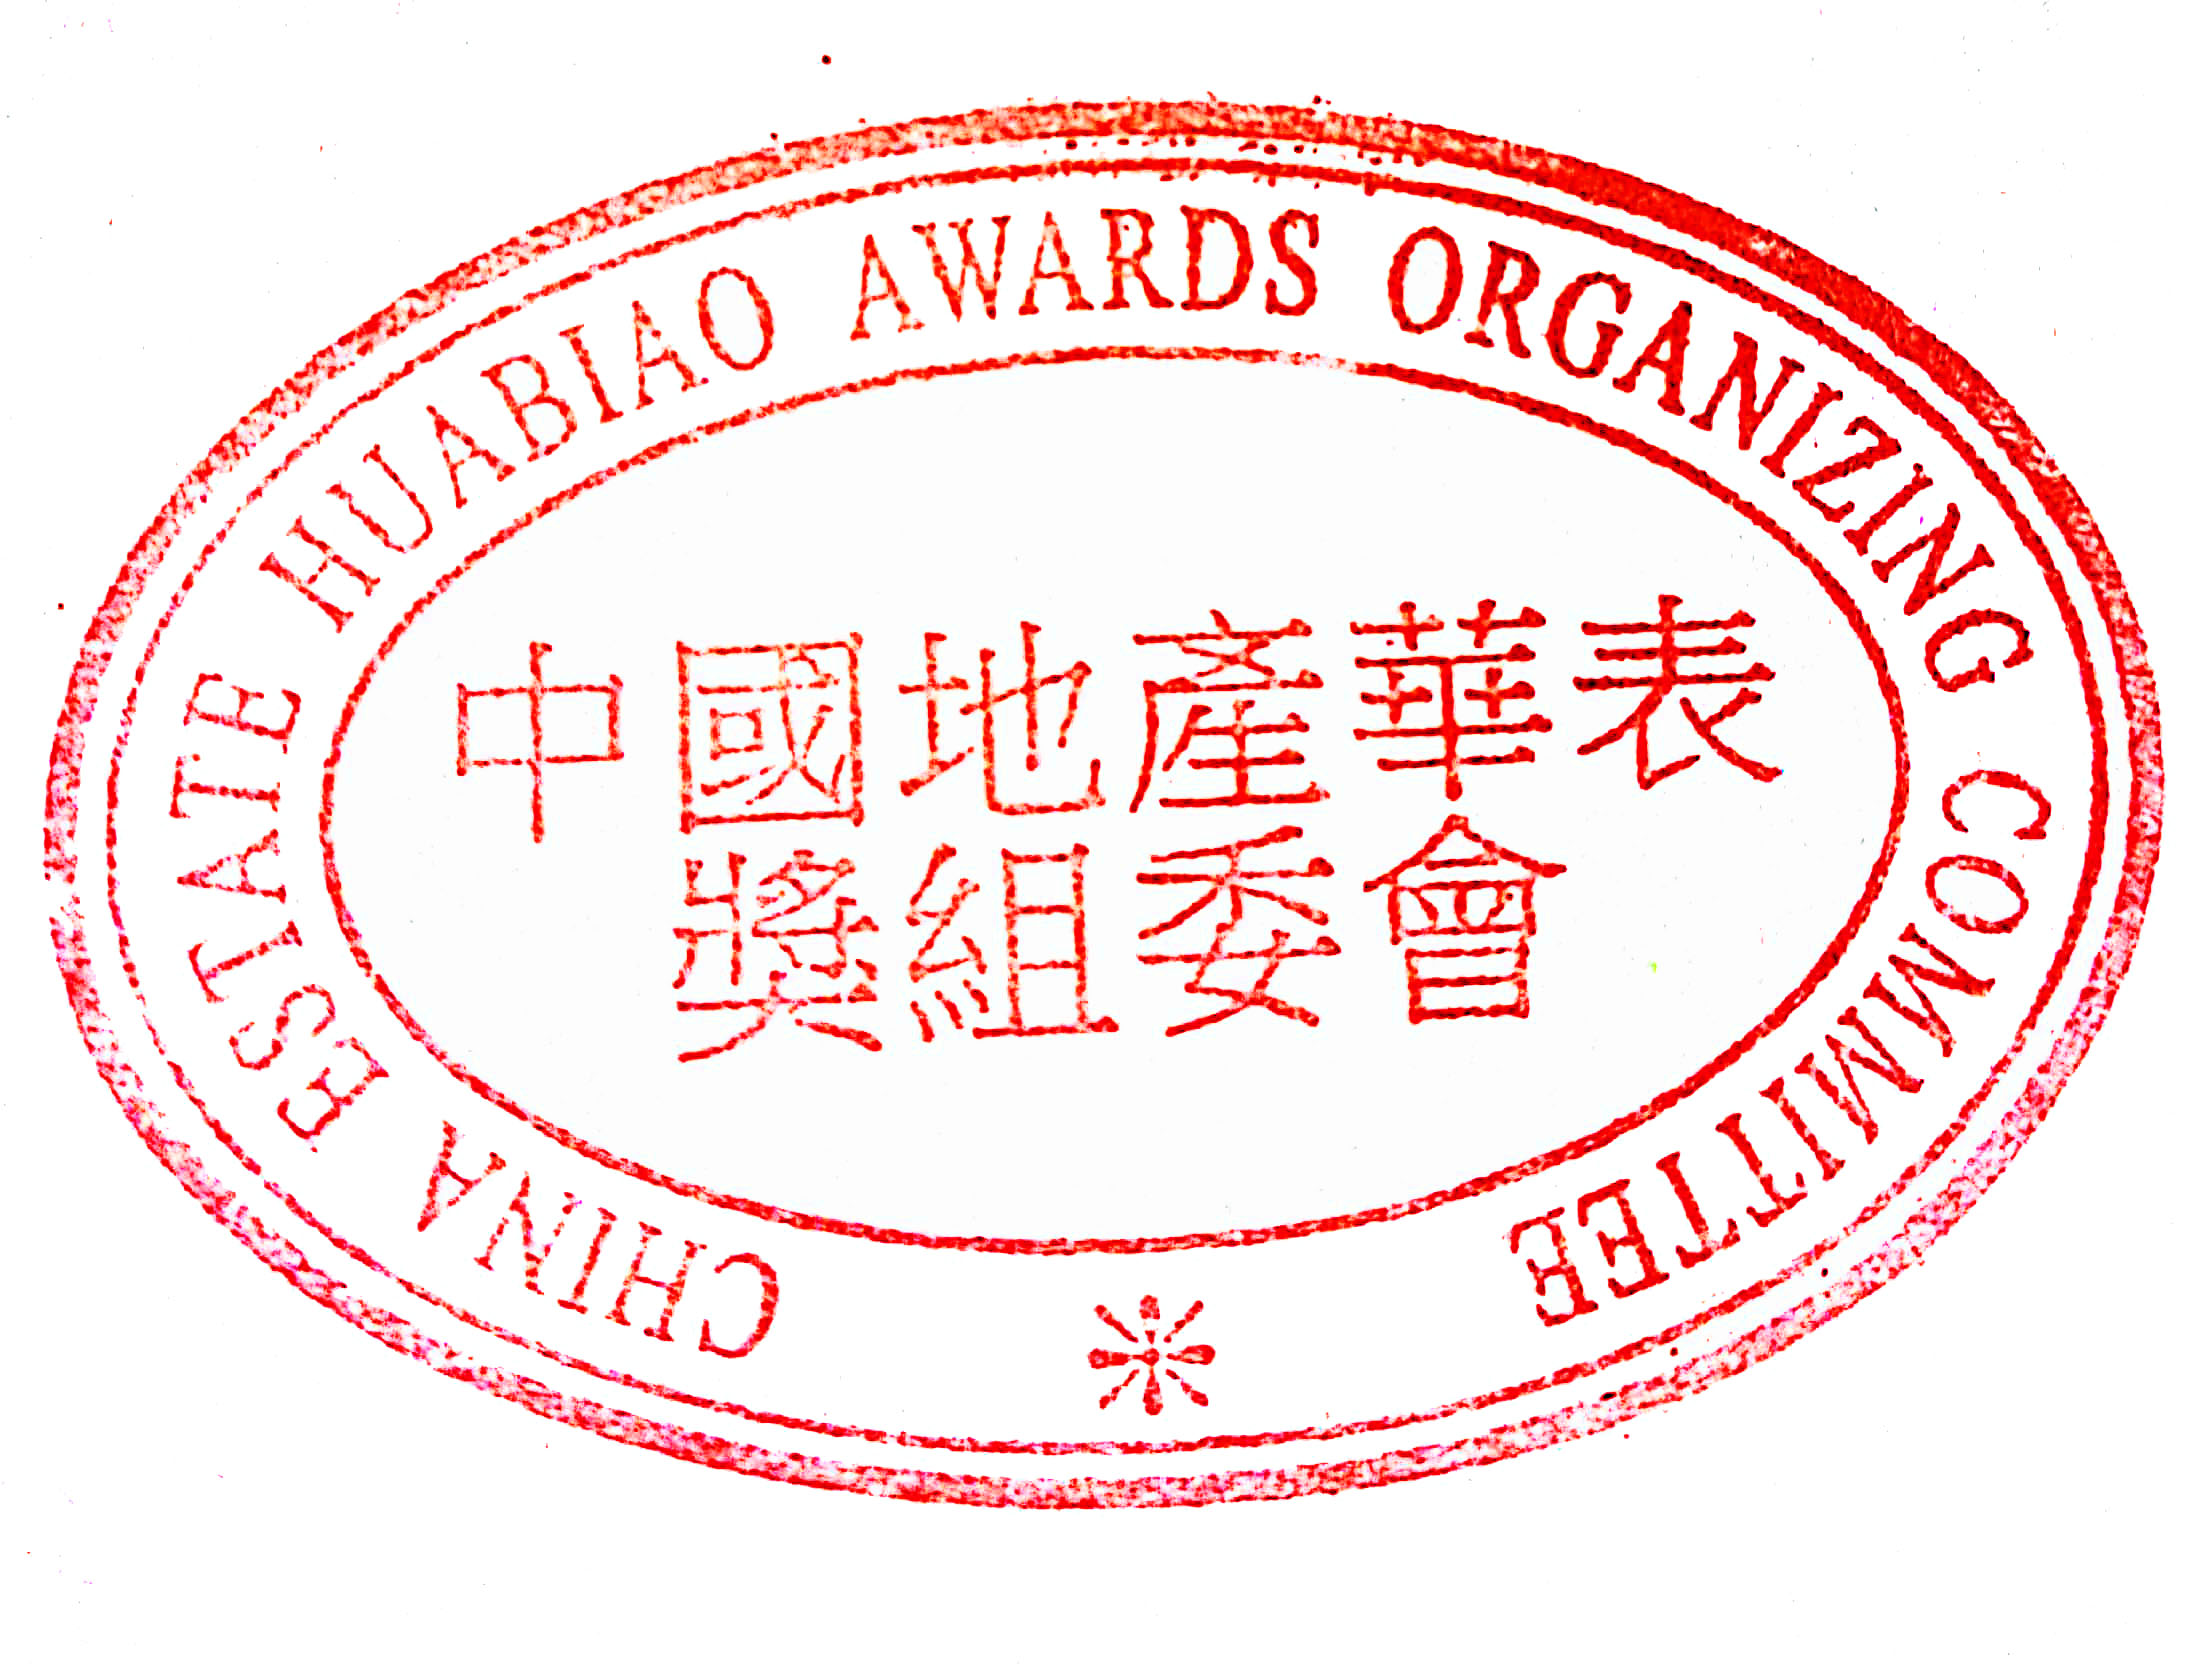 CHINA ESTATE HUABIAO AWARDS ORGANIZING COMMITTEE
中國地產華表
獎組委會